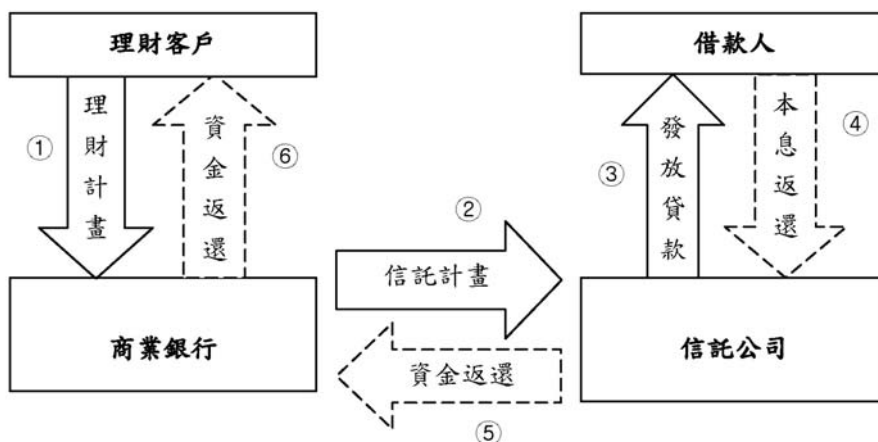 理財客戶
借款人
①
理財計畫
資金返還
⑥
②
③
發放貸款
本息返還
④
信託計畫
商業銀行
信託公司
資金返還
⑤